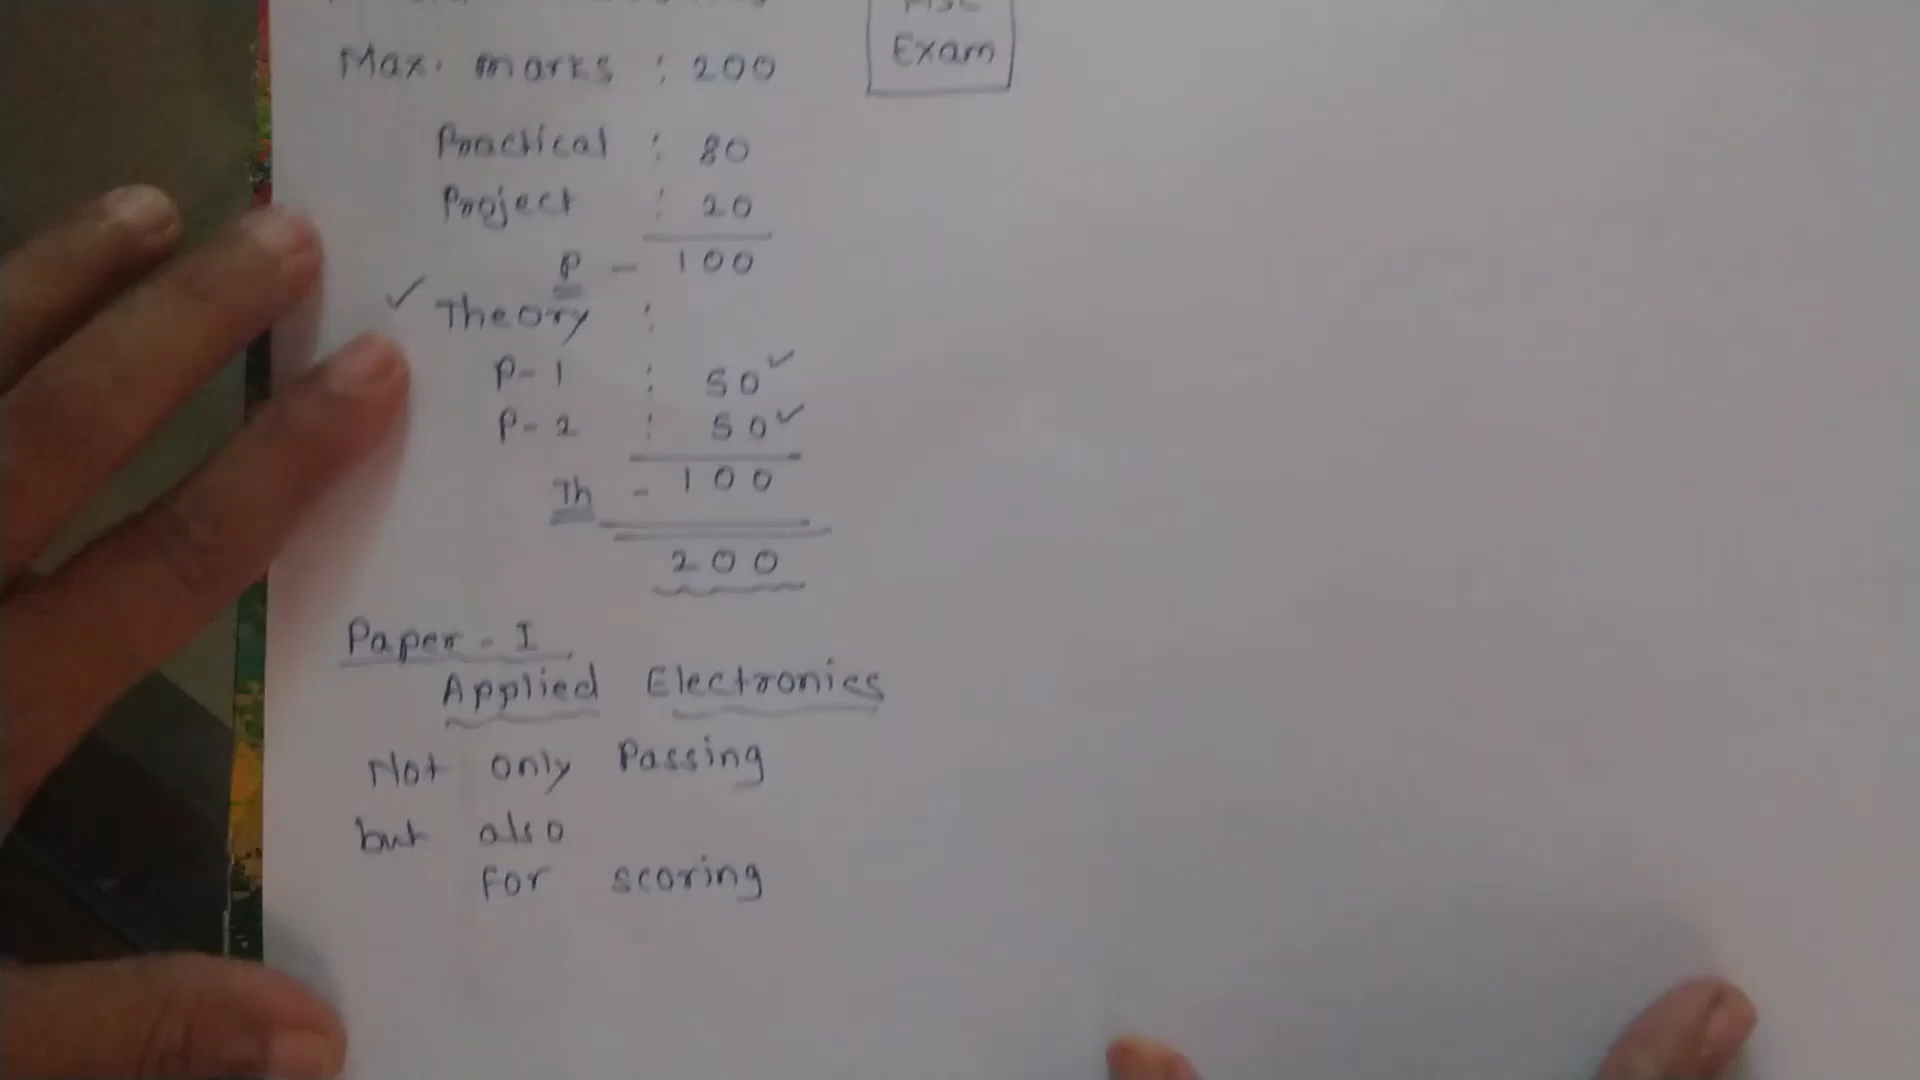 Max. marks : 200
Exam
Practical : 80
Project : 20
P - 100
✓ Theory :
P-1 : 50 ✓
P-2 : 50 ✓
Th - 100
200
Paper - I
Applied Electronics
Not only Passing
but also
For scoring